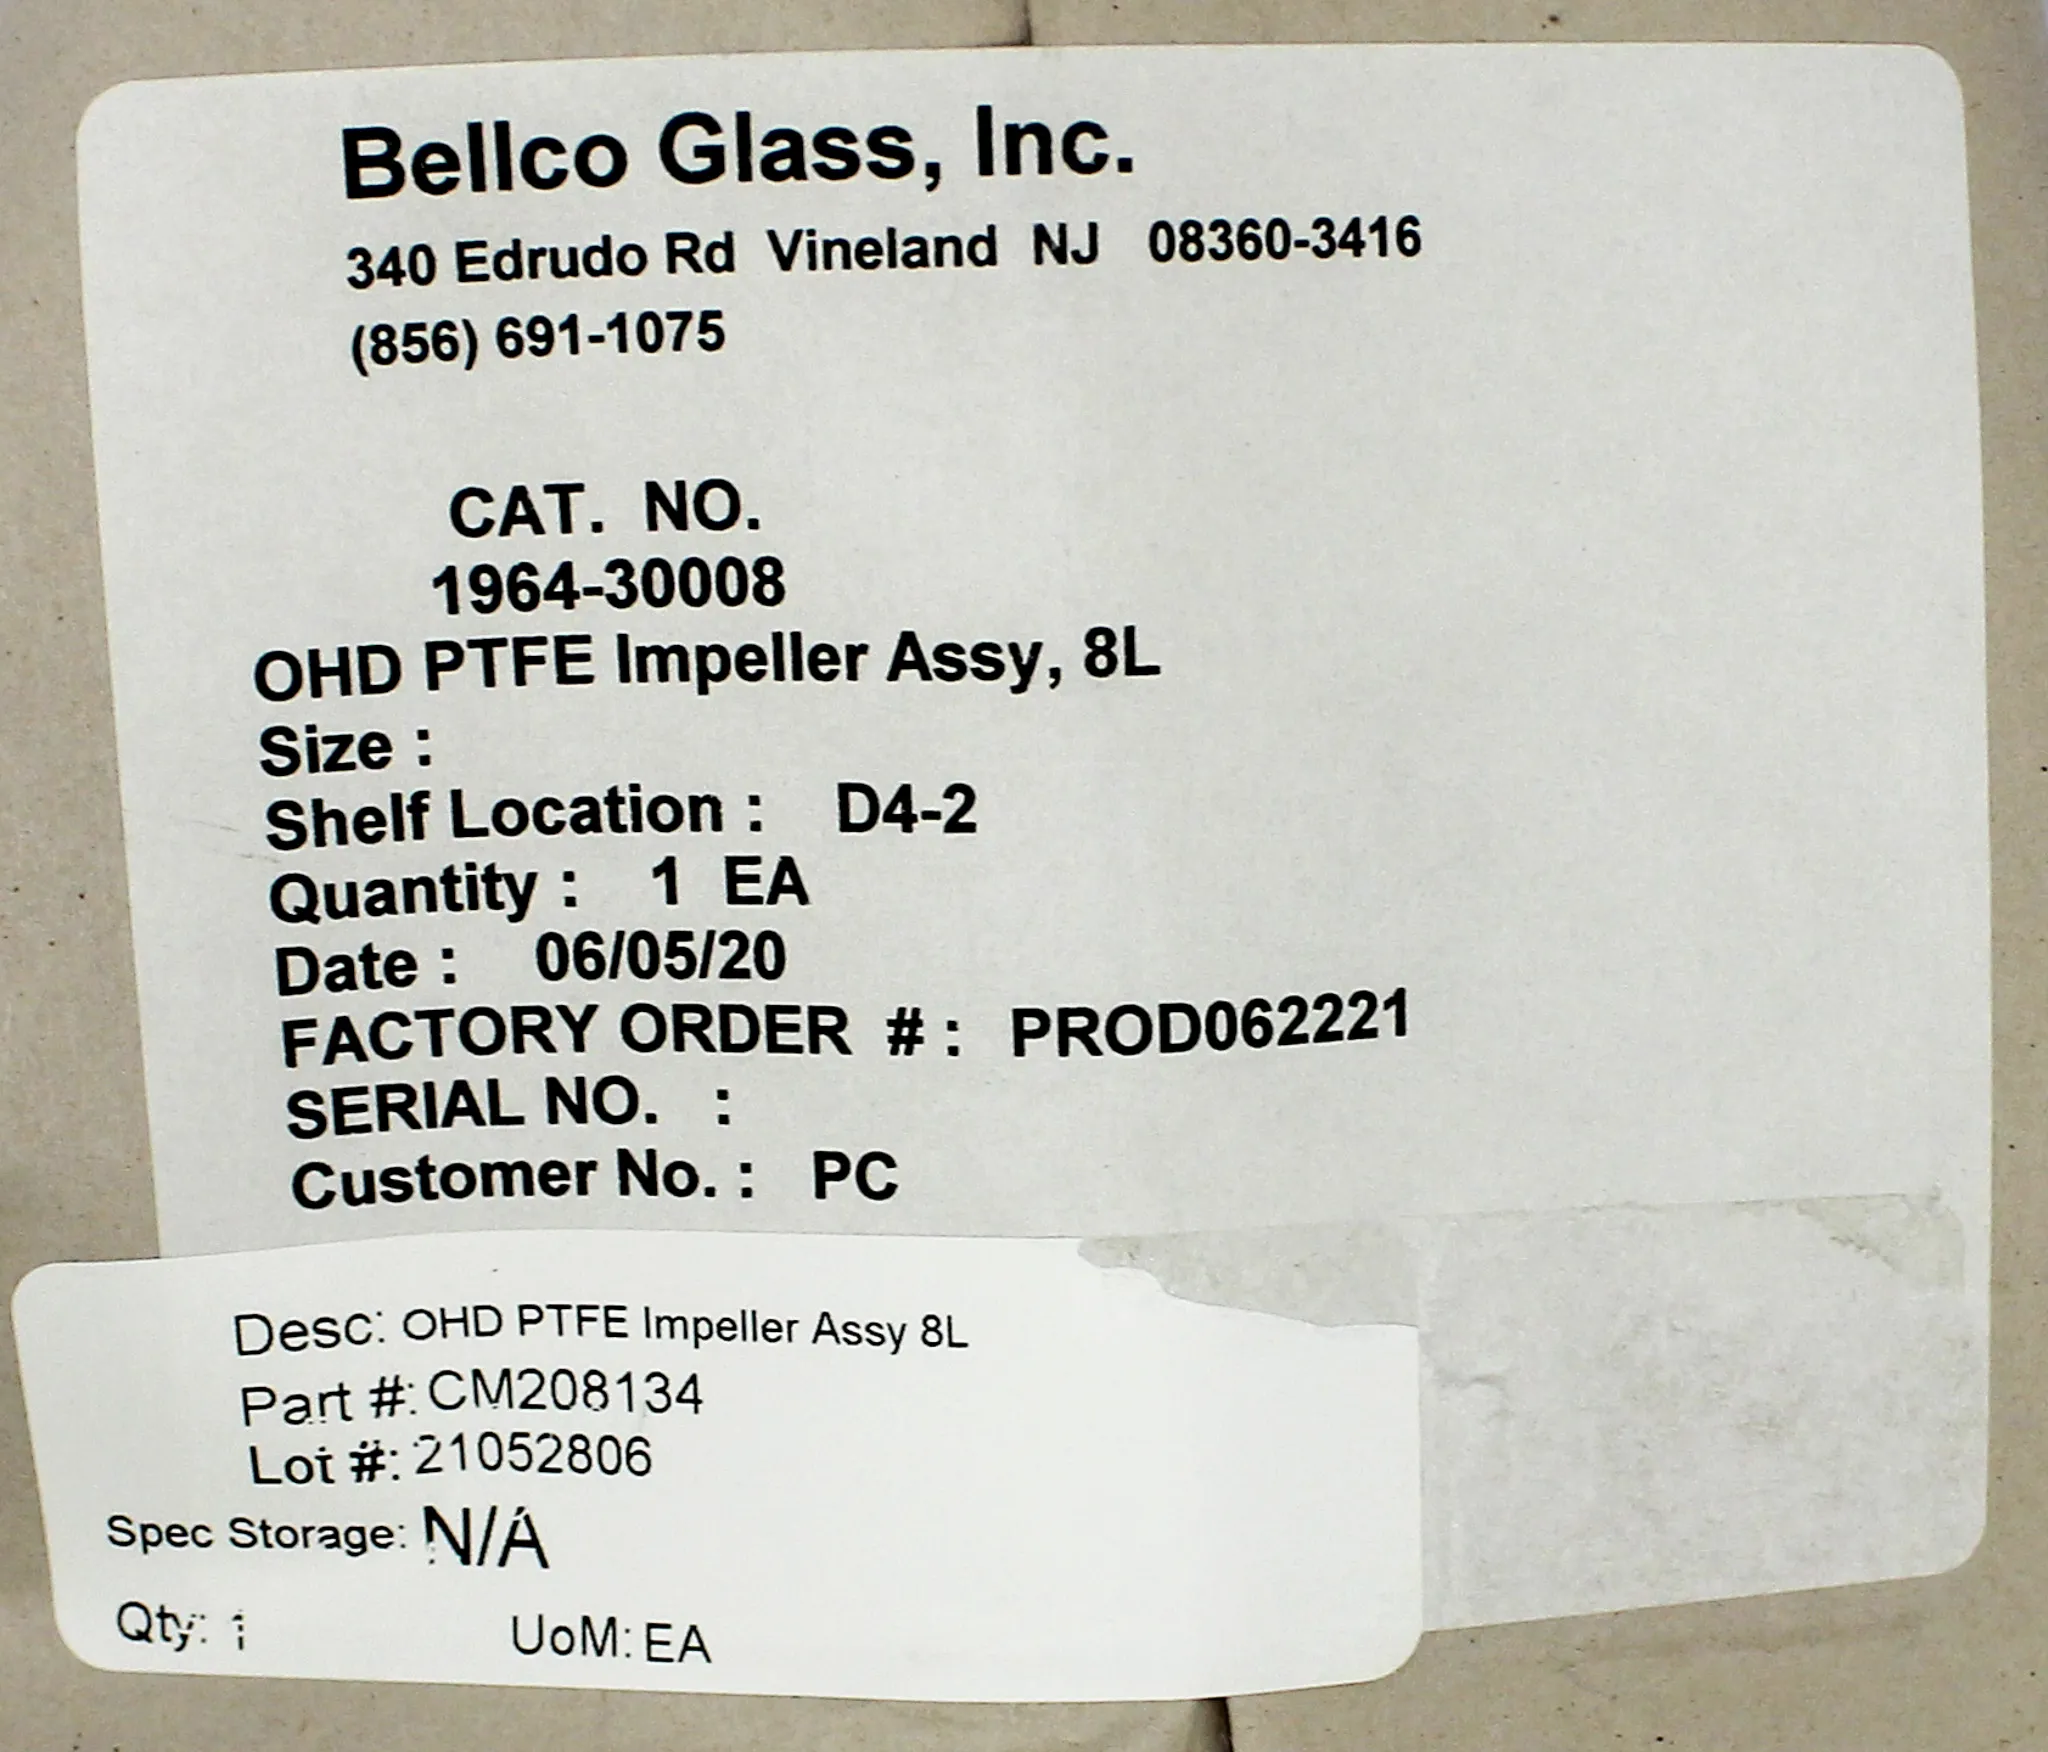 Bellco Glass, Inc.
340 Edrudo Rd Vineland NJ 08360-3416
(856) 691-1075
CAT. NO.
1964-30008
OHD PTFE Impeller Assy, 8L
Size :
Shelf Location : D4-2
Quantity : 1 EA
Date : 06/05/20
FACTORY ORDER # : PROD062221
SERIAL NO. :
Customer No. : PC
Desc: OHD PTFE Impeller Assy 8L
Part #: CM208134
Lot #: 21052806
Spec Storage: N/A
Qty: 1 UoM: EA